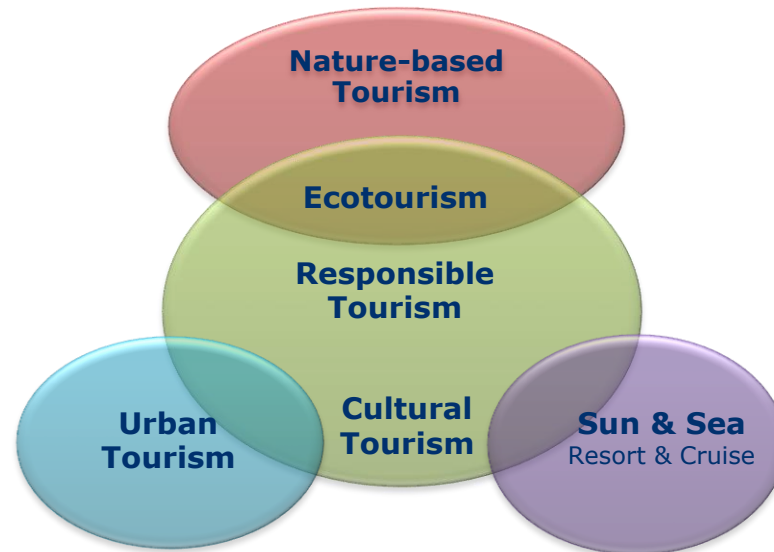 Nature-based
Tourism
Ecotourism
Responsible
Tourism
Urban
Tourism
Cultural
Tourism
Sun & Sea
Resort & Cruise